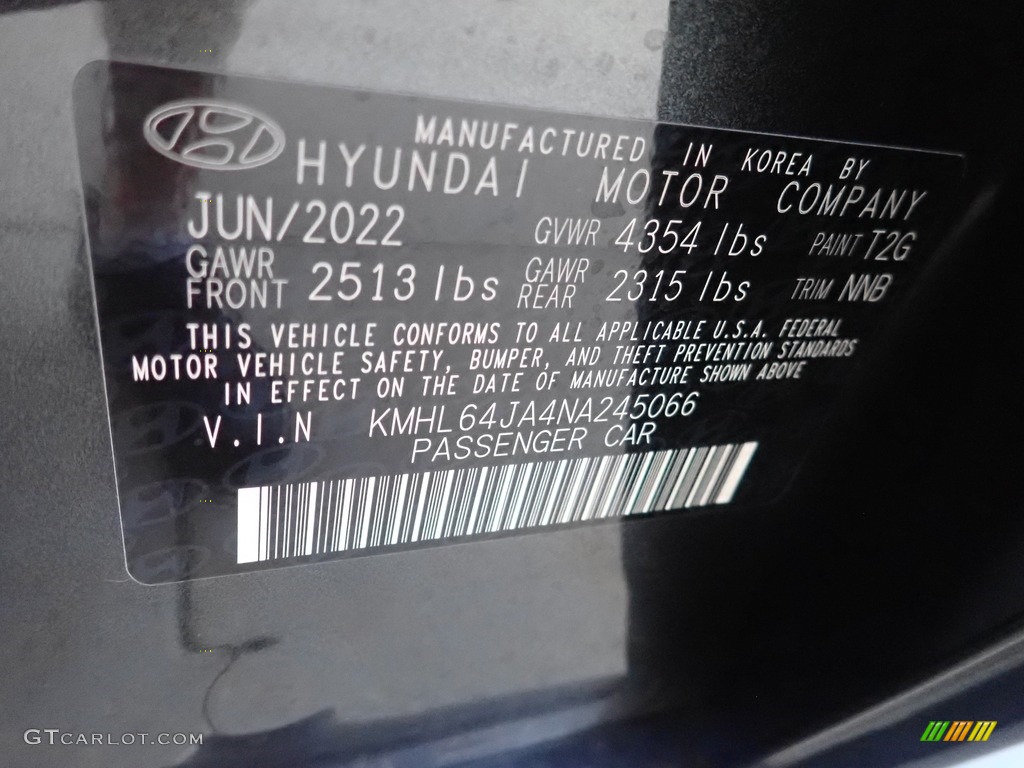 MANUFACTURED IN KOREA BY
HYUNDAI MOTOR COMPANY
JUN/2022 GVWR 4354 lbs PAINT T2G
GAWR FRONT 2513 lbs GAWR REAR 2315 lbs TRIM NNB
THIS VEHICLE CONFORMS TO ALL APPLICABLE U.S.A. FEDERAL
MOTOR VEHICLE SAFETY, BUMPER, AND THEFT PREVENTION STANDARDS
IN EFFECT ON THE DATE OF MANUFACTURE SHOWN ABOVE
V.I.N KMHL64JA4NA245066
PASSENGER CAR
GTCARLOT.COM